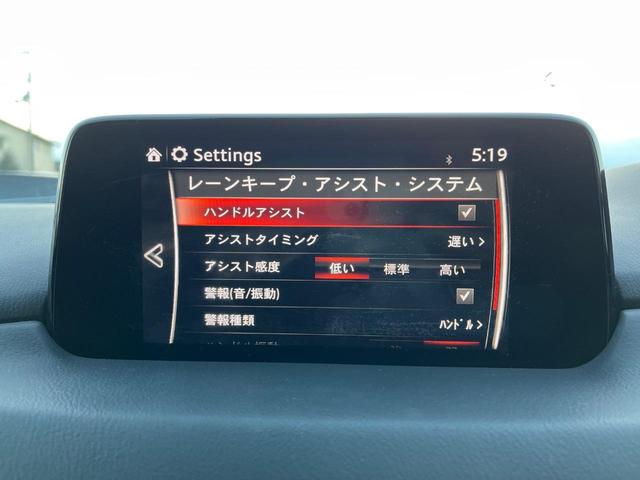 Settings 5:19
レーンキープ・アシスト・システム
ハンドルアシスト
アシストタイミング 遅い
アシスト感度 低い 標準 高い
警報(音/振動)
警報種類 ﾊﾝﾄﾞﾙ